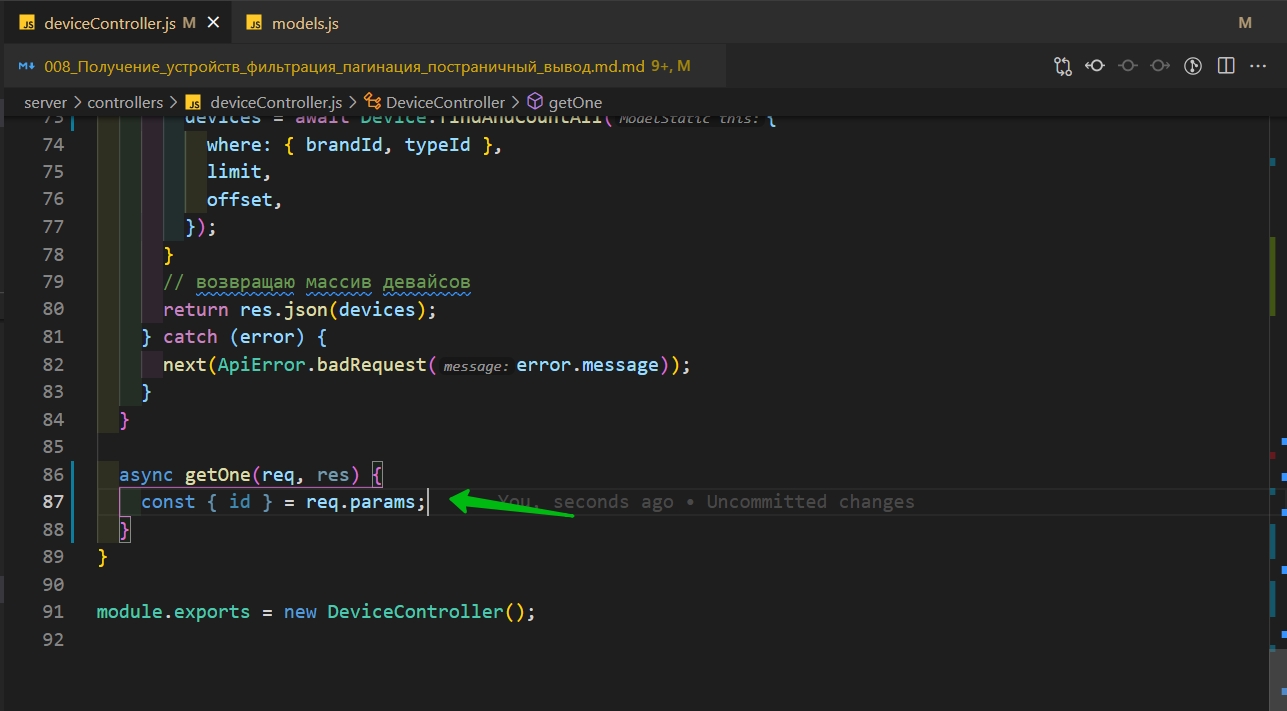 JS deviceController.js M × JS models.js M
M↓ 008_Получение_устройств_фильтрация_пагинация_постраничный_вывод.md.md 9+, M
server > controllers > JS deviceController.js > DeviceController > getOne
73 devices = await Device.findAndCountAll( ModelStatic this: {
74 where: { brandId, typeId },
75 limit,
76 offset,
77 });
78 }
79 // возвращаю массив девайсов
80 return res.json(devices);
81 } catch (error) {
82 next(ApiError.badRequest( message: error.message));
83 }
84 }
85
86 async getOne(req, res) {
87 const { id } = req.params; You, seconds ago • Uncommitted changes
88 }
89 }
90
91 module.exports = new DeviceController();
92